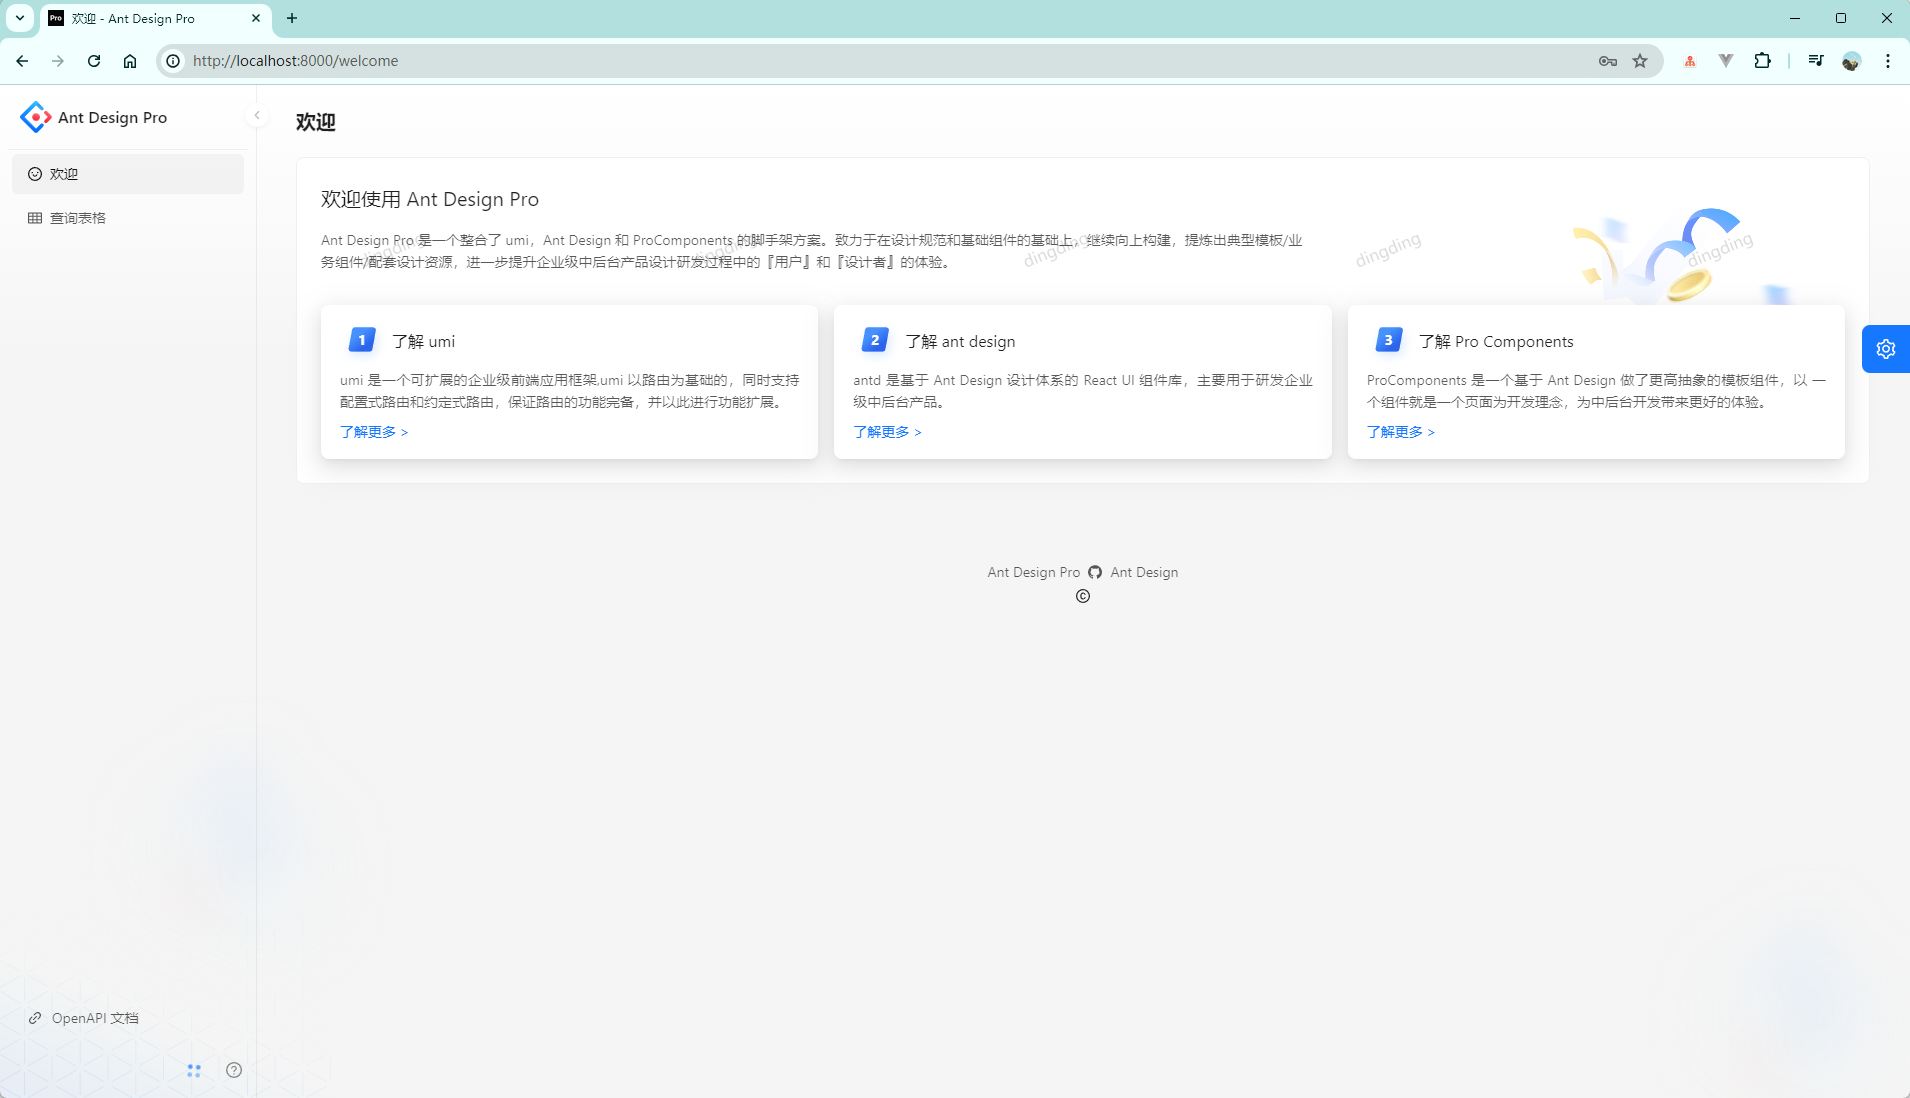 Pro 欢迎 - Ant Design Pro
http://localhost:8000/welcome
Ant Design Pro
欢迎
查询表格
欢迎
欢迎使用 Ant Design Pro
Ant Design Pro 是一个整合了 umi，Ant Design 和 ProComponents 的脚手架方案。致力于在设计规范和基础组件的基础上，继续向上构建，提炼出典型模板/业
务组件/配套设计资源，进一步提升企业级中后台产品设计研发过程中的『用户』和『设计者』的体验。
dingding dingding dingding dingding dingding
1 了解 umi
umi 是一个可扩展的企业级前端应用框架,umi 以路由为基础的，同时支持
配置式路由和约定式路由，保证路由的功能完备，并以此进行功能扩展。
了解更多 >
2 了解 ant design
antd 是基于 Ant Design 设计体系的 React UI 组件库，主要用于研发企业
级中后台产品。
了解更多 >
3 了解 Pro Components
ProComponents 是一个基于 Ant Design 做了更高抽象的模板组件，以 一
个组件就是一个页面为开发理念，为中后台开发带来更好的体验。
了解更多 >
Ant Design Pro Ant Design
©
OpenAPI 文档